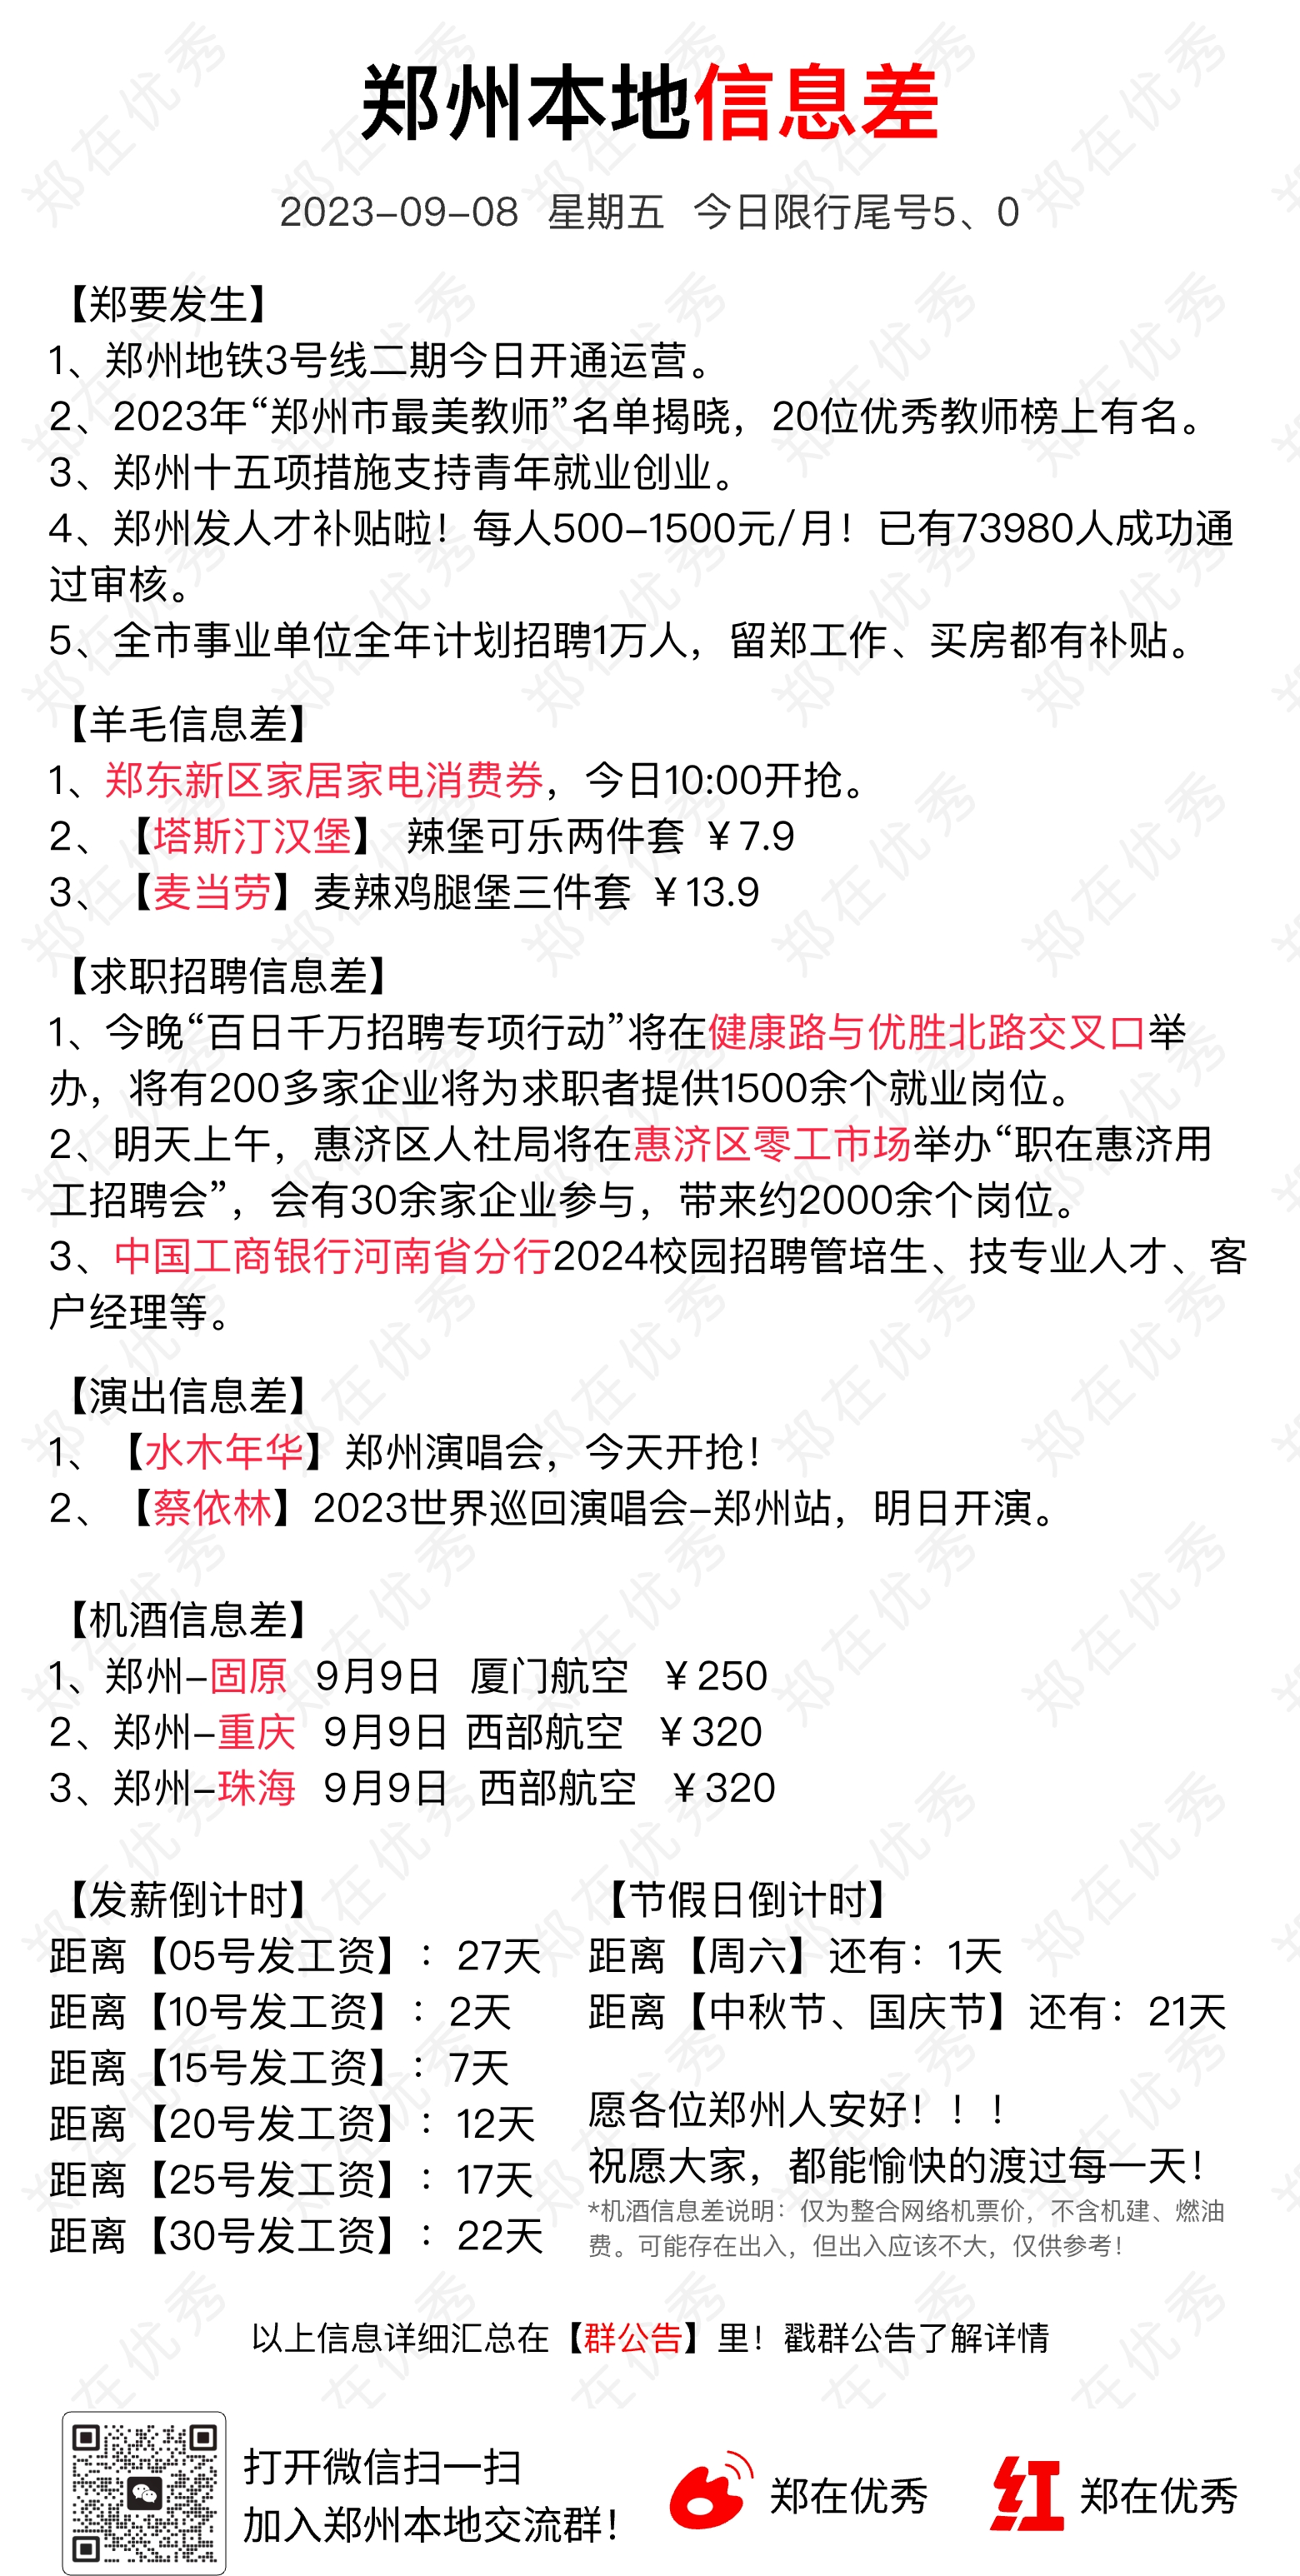 郑州本地信息差
2023-09-08 星期五 今日限行尾号5、0
【郑要发生】
1、郑州地铁3号线二期今日开通运营。
2、2023年“郑州市最美教师”名单揭晓，20位优秀教师榜上有名。
3、郑州十五项措施支持青年就业创业。
4、郑州发人才补贴啦！每人500-1500元/月！已有73980人成功通
过审核。
5、全市事业单位全年计划招聘1万人，留郑工作、买房都有补贴。
【羊毛信息差】
1、郑东新区家居家电消费券，今日10:00开抢。
2、【塔斯汀汉堡】 辣堡可乐两件套 ￥7.9
3、【麦当劳】麦辣鸡腿堡三件套 ￥13.9
【求职招聘信息差】
1、今晚“百日千万招聘专项行动”将在健康路与优胜北路交叉口举
办，将有200多家企业将为求职者提供1500余个就业岗位。
2、明天上午，惠济区人社局将在惠济区零工市场举办“职在惠济用
工招聘会”，会有30余家企业参与，带来约2000余个岗位。
3、中国工商银行河南省分行2024校园招聘管培生、技专业人才、客
户经理等。
【演出信息差】
1、【水木年华】郑州演唱会，今天开抢！
2、【蔡依林】2023世界巡回演唱会-郑州站，明日开演。
【机酒信息差】
1、郑州-固原 9月9日 厦门航空 ￥250
2、郑州-重庆 9月9日 西部航空 ￥320
3、郑州-珠海 9月9日 西部航空 ￥320
【发薪倒计时】
距离【05号发工资】：27天
距离【10号发工资】：2天
距离【15号发工资】：7天
距离【20号发工资】：12天
距离【25号发工资】：17天
距离【30号发工资】：22天
【节假日倒计时】
距离【周六】还有：1天
距离【中秋节、国庆节】还有：21天
愿各位郑州人安好！！！
祝愿大家，都能愉快的渡过每一天！
*机酒信息差说明：仅为整合网络机票价，不含机建、燃油
费。可能存在出入，但出入应该不大，仅供参考！
以上信息详细汇总在【群公告】里！戳群公告了解详情
打开微信扫一扫
加入郑州本地交流群！
郑在优秀
红 郑在优秀